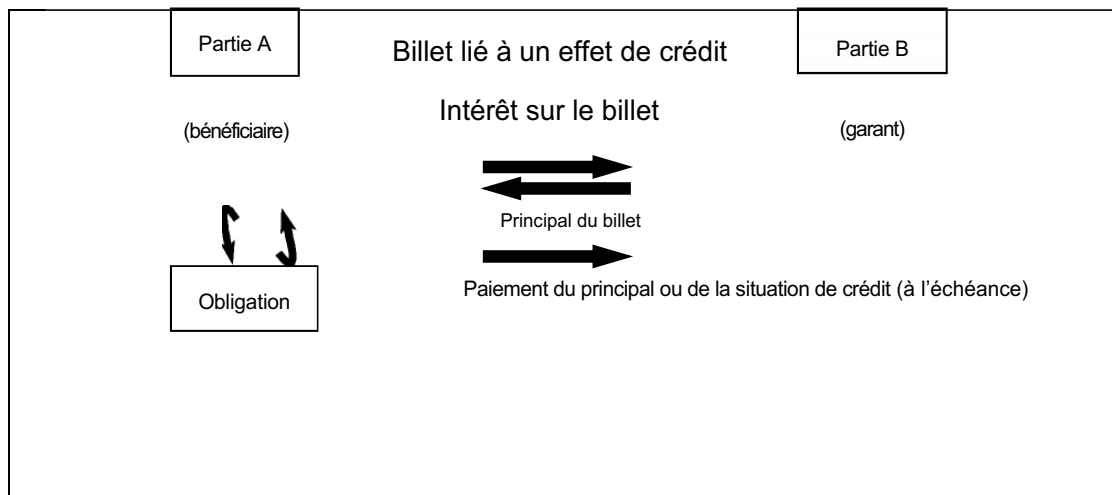 Partie A
Billet lié à un effet de crédit
Partie B
Intérêt sur le billet
(bénéficiaire)
(garant)
Principal du billet
Obligation
Paiement du principal ou de la situation de crédit (à l’échéance)